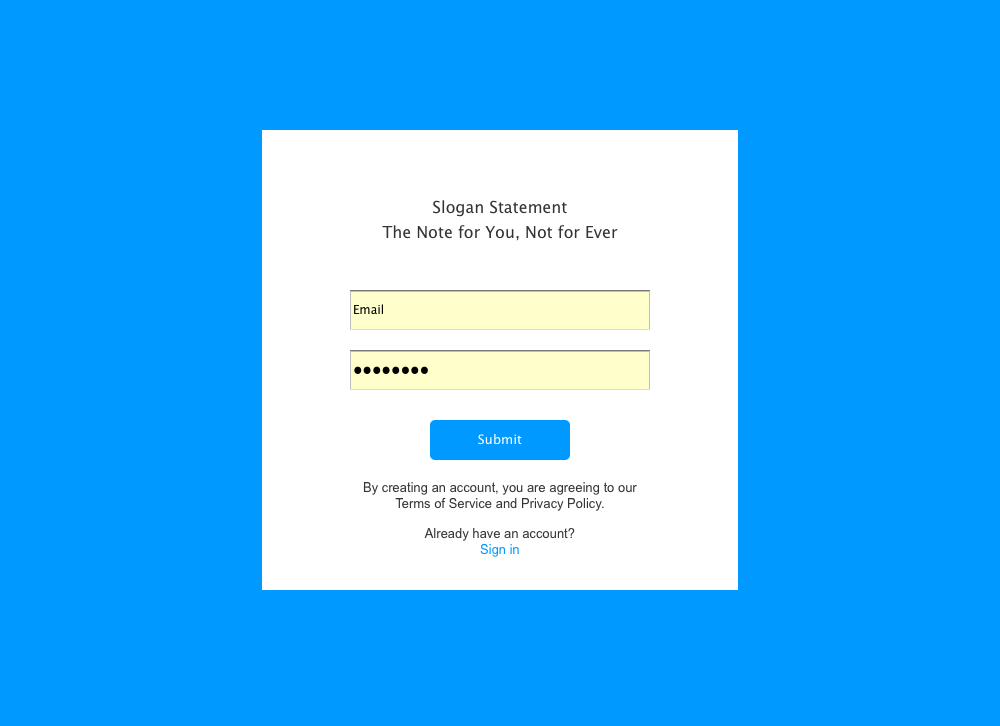 Slogan Statement
The Note for You, Not for Ever
Email
●●●●●●●●
Submit
By creating an account, you are agreeing to our
Terms of Service and Privacy Policy.
Already have an account?
Sign in